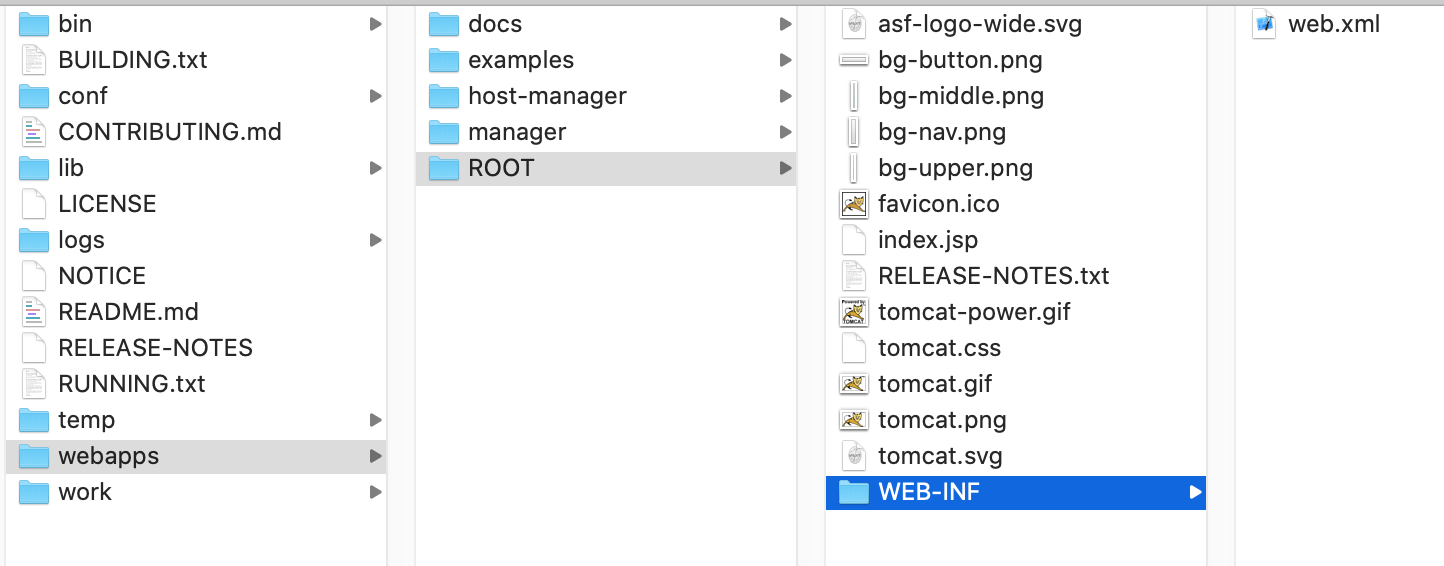 bin
BUILDING.txt
conf
CONTRIBUTING.md
lib
LICENSE
logs
NOTICE
README.md
RELEASE-NOTES
RUNNING.txt
temp
webapps
work
docs
examples
host-manager
manager
ROOT
asf-logo-wide.svg
bg-button.png
bg-middle.png
bg-nav.png
bg-upper.png
favicon.ico
index.jsp
RELEASE-NOTES.txt
tomcat-power.gif
tomcat.css
tomcat.gif
tomcat.png
tomcat.svg
WEB-INF
web.xml